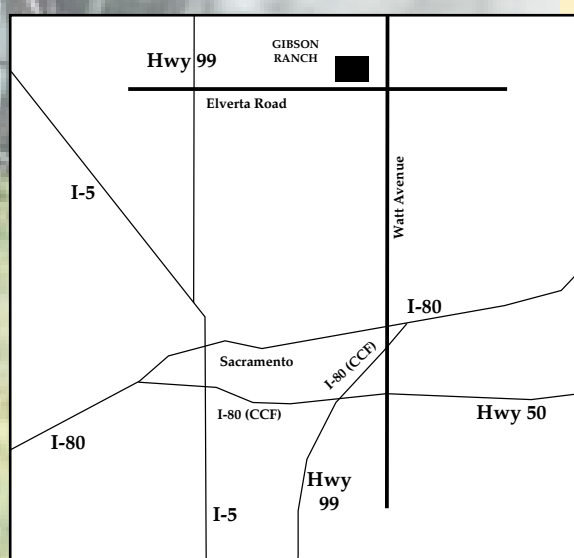 GIBSON
RANCH
Hwy 99
Elverta Road
I-5
Watt Avenue
I-80
Sacramento
I-80 (CCF)
I-80 (CCF)
Hwy 50
I-80
Hwy
99
I-5